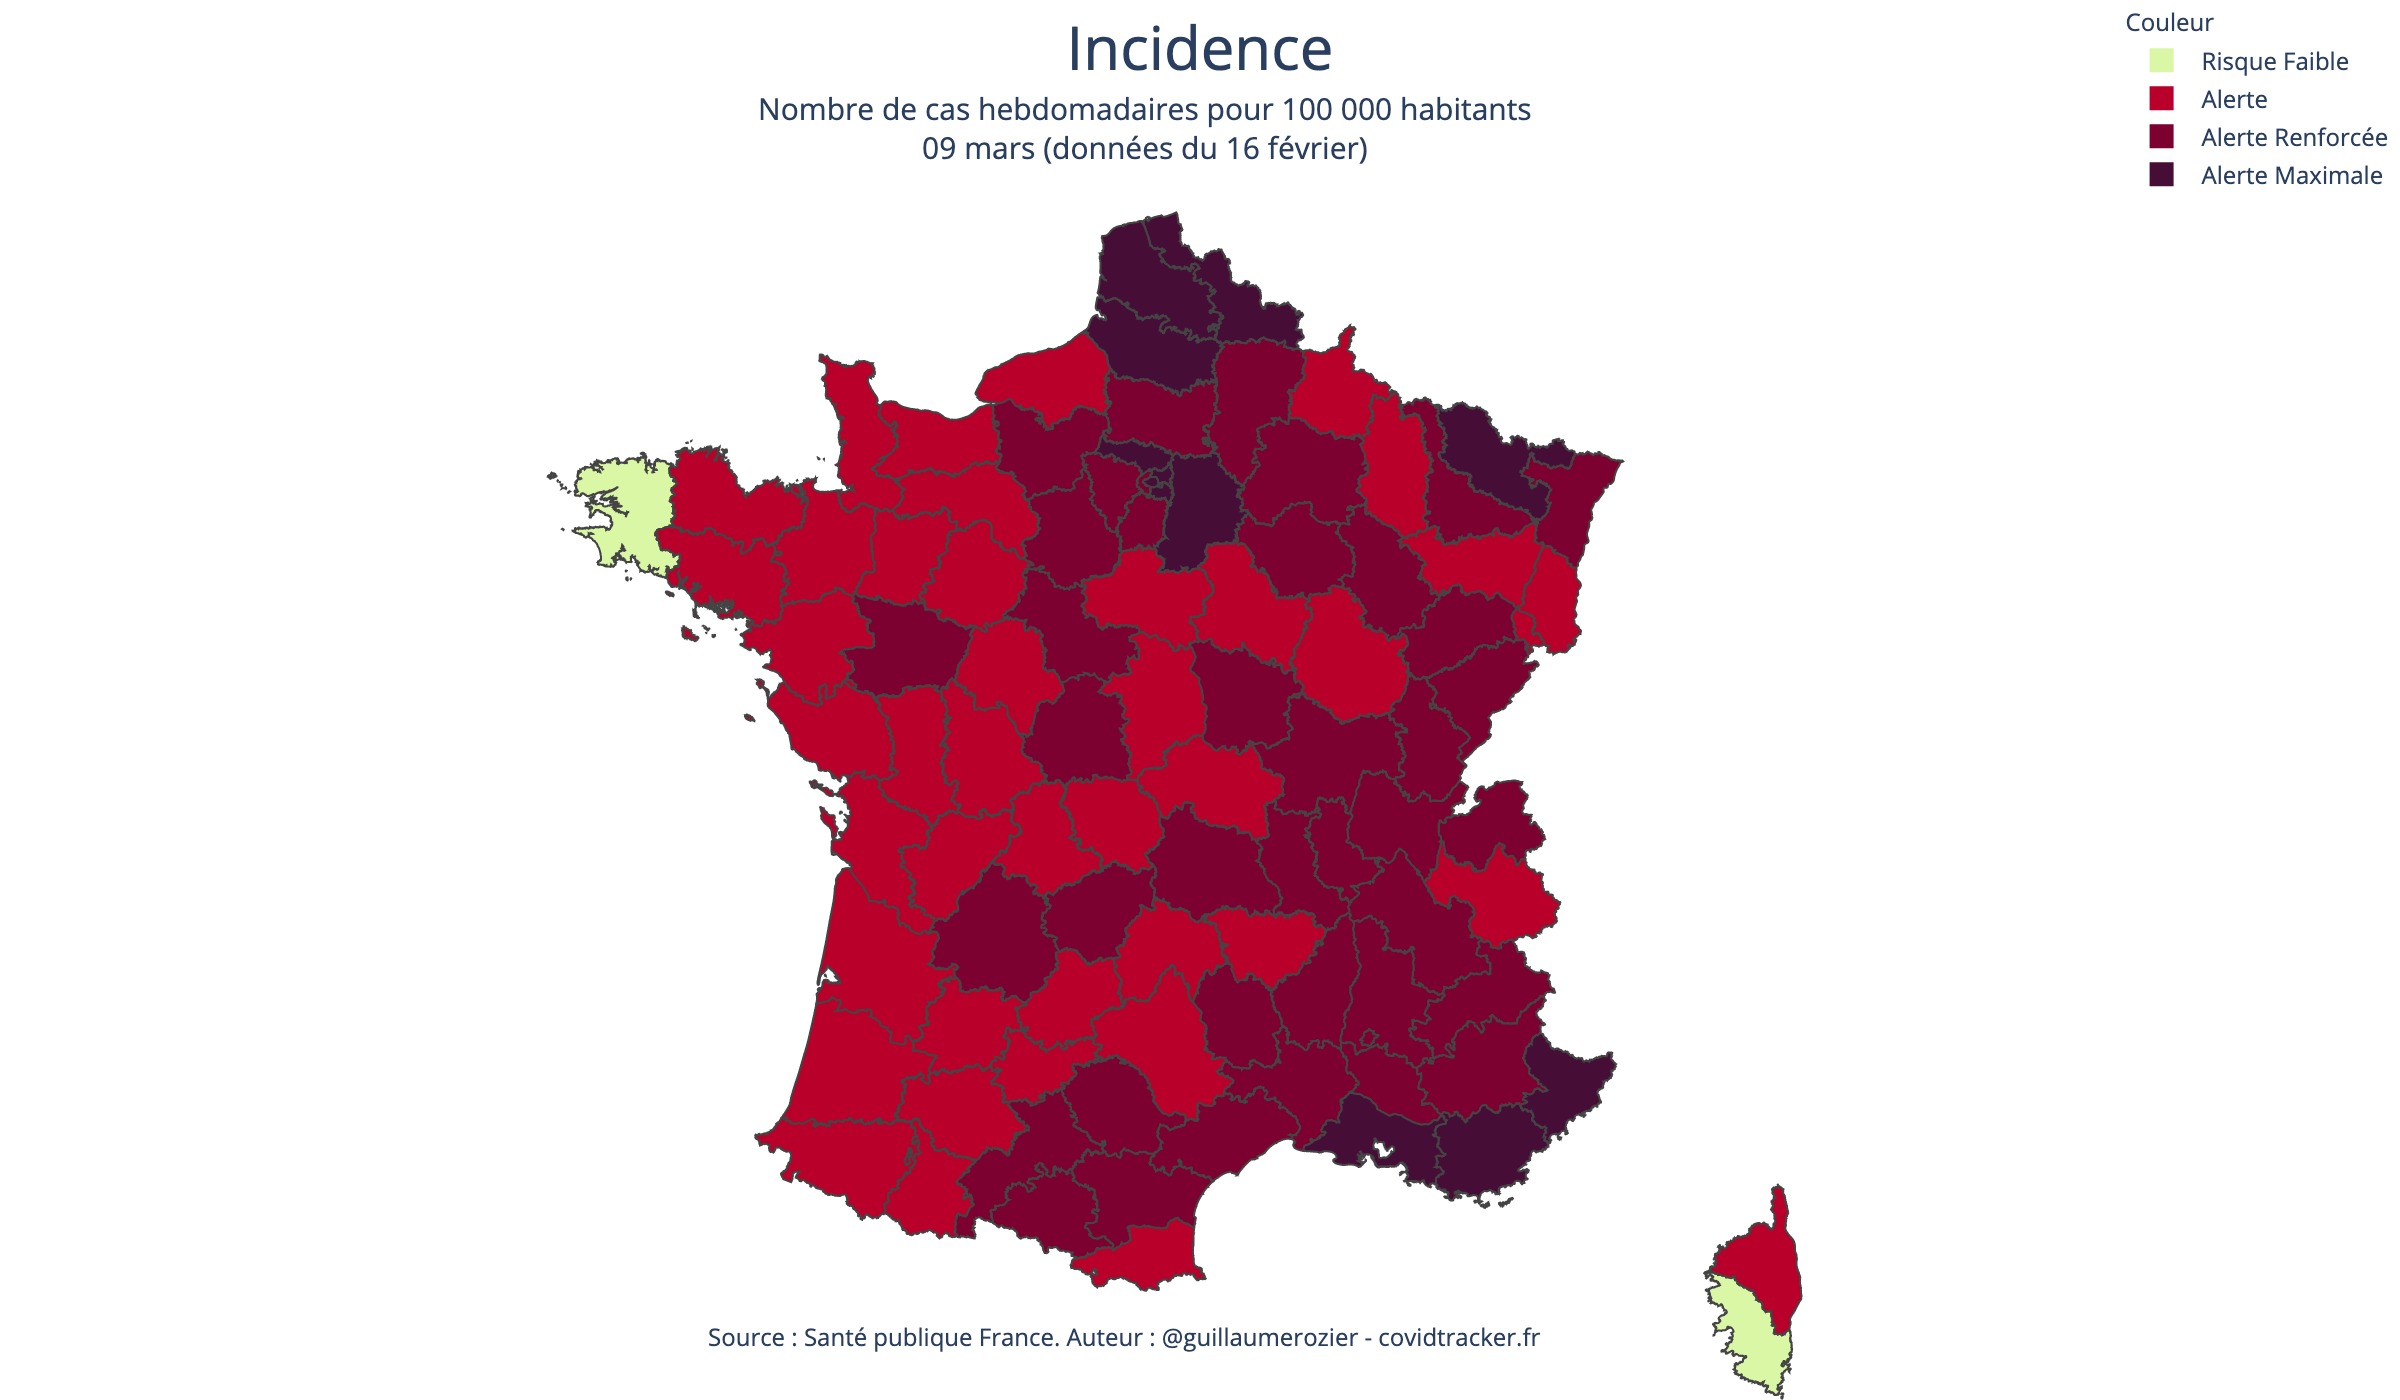 Incidence
Nombre de cas hebdomadaires pour 100 000 habitants
09 mars (données du 16 février)
Couleur
Risque Faible
Alerte
Alerte Renforcée
Alerte Maximale
Source : Santé publique France. Auteur : @guillaumerozier - covidtracker.fr